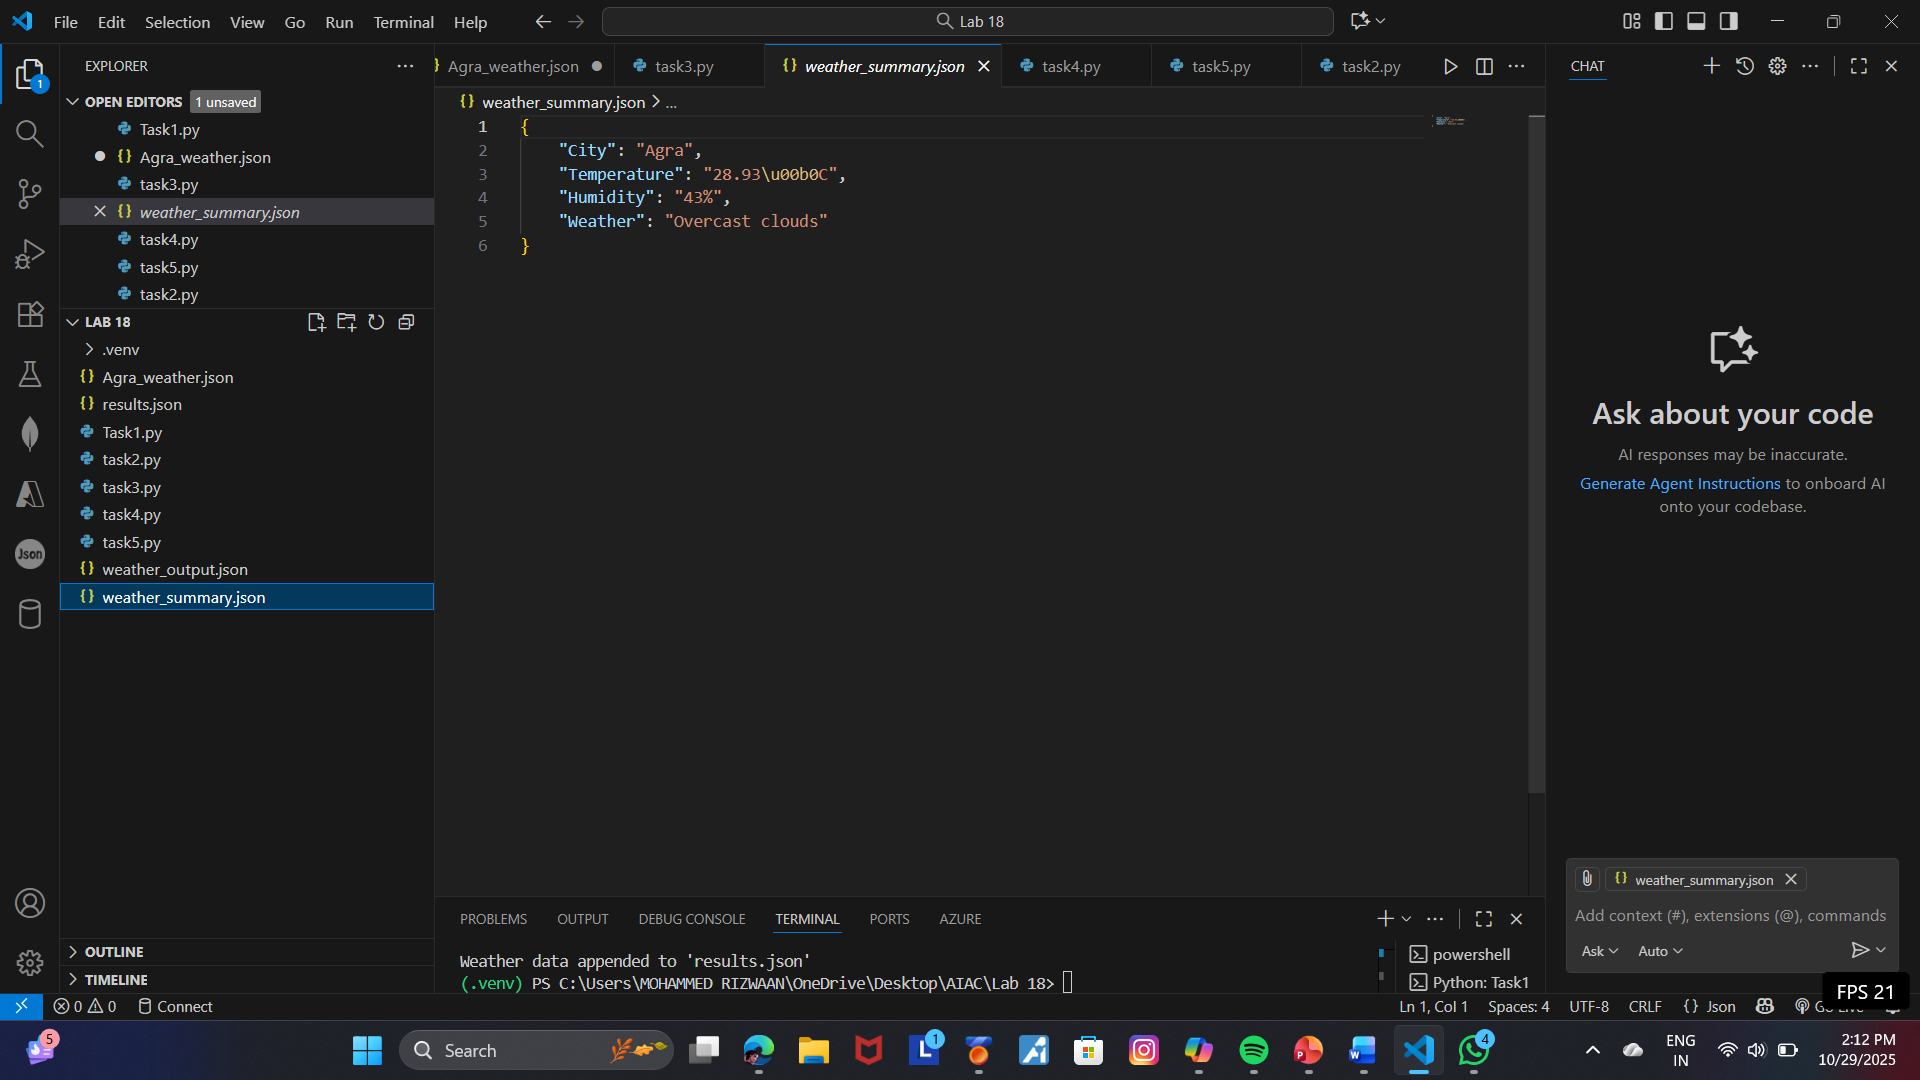 File Edit Selection View Go Run Terminal Help
Lab 18
EXPLORER
1
OPEN EDITORS 1 unsaved
Task1.py
Agra_weather.json
task3.py
weather_summary.json
task4.py
task5.py
task2.py
LAB 18
.venv
Agra_weather.json
results.json
Task1.py
task2.py
task3.py
task4.py
task5.py
weather_output.json
weather_summary.json
Json
OUTLINE
TIMELINE
Agra_weather.json task3.py weather_summary.json task4.py task5.py task2.py
weather_summary.json > ...
1 {
2 "City": "Agra",
3 "Temperature": "28.93\u00b0C",
4 "Humidity": "43%",
5 "Weather": "Overcast clouds"
6 }
PROBLEMS OUTPUT DEBUG CONSOLE TERMINAL PORTS AZURE
Weather data appended to 'results.json'
(.venv) PS C:\Users\MOHAMMED RIZWAAN\OneDrive\Desktop\AIAC\Lab 18>
powershell
Python: Task1
CHAT
Ask about your code
AI responses may be inaccurate.
Generate Agent Instructions to onboard AI
onto your codebase.
weather_summary.json
Add context (#), extensions (@), commands
Ask Auto
FPS 21
0 0 Connect
Ln 1, Col 1 Spaces: 4 UTF-8 CRLF {} Json
5
Search
1
4
ENG
IN
2:12 PM
10/29/2025